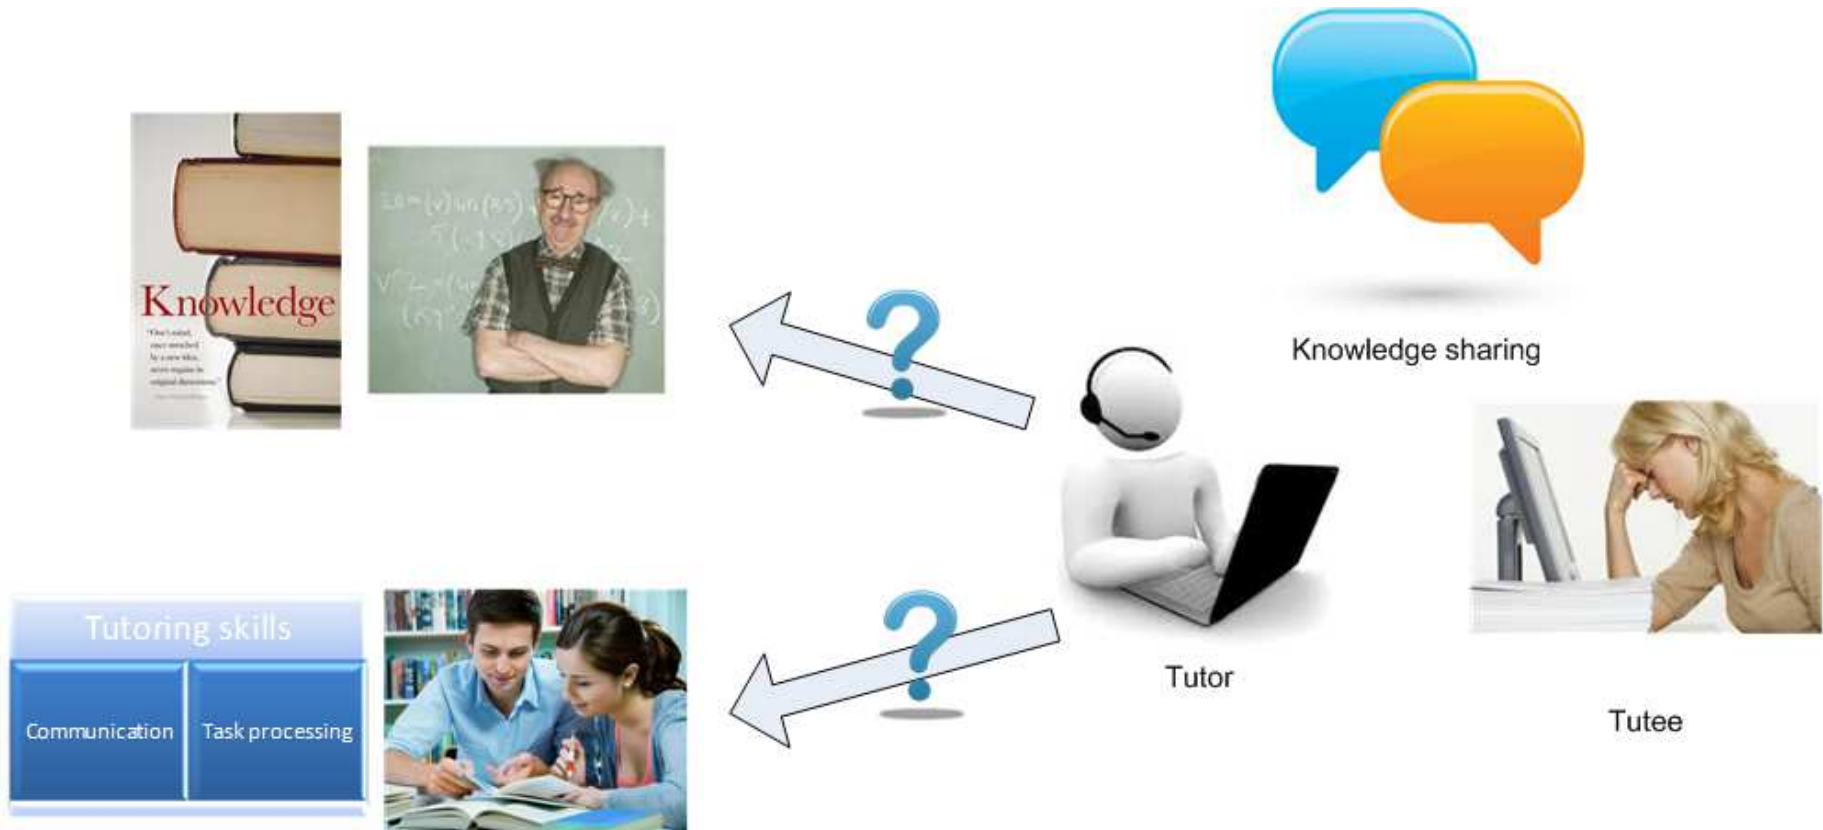 Knowledge
Knowledge sharing
Tutor
Tutee
Tutoring skills
Communication
Task processing